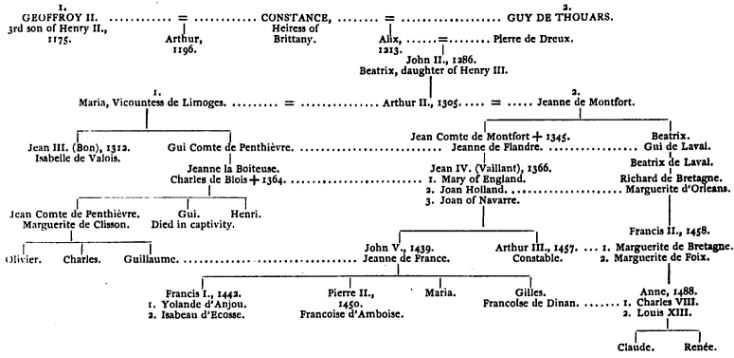 1. 2.
GEOFFROY II. .......... = .......... CONSTANCE, .......... = .......... GUY DE THOUARS.
3rd son of Henry II., Heiress of
1175. Arthur, Brittany. Alix, ...... = ...... Pierre de Dreux.
1196. 1213.
John II., 1286.
Beatrix, daughter of Henry III.
1. 2.
Maria, Vicountess de Limoges. .......... = .......... Arthur II., 1305. .... = .... Jeanne de Montfort.
Jean Comte de Montfort + 1345. Beatrix.
Jean III. (Bon), 1312. Gui Comte de Penthièvre. .......... Jeanne de Flandre. .......... Gui de Laval.
Isabelle de Valois.
Jeanne la Boiteuse. Jean IV. (Vaillant), 1366. Beatrix de Laval.
Charles de Blois + 1364. .......... 1. Mary of England. Richard de Bretagne.
2. Joan Holland. .......... Marguerite d'Orleans.
3. Joan of Navarre.
Jean Comte de Penthièvre. Gui. Henri.
Marguerite de Clisson. Died in captivity.
Francis II., 1458.
John V., 1439. Arthur III., 1457. ... 1. Marguerite de Bretagne.
Olivier. Charles. Guillaume. .......... Jeanne de France. Constable. 2. Marguerite de Foix.
Francis I., 1442. Pierre II., Maria. Gilles. Anne, 1488.
1. Yolande d'Anjou. 1450. Francoise de Dinan. ...... 1. Charles VIII.
2. Isabeau d'Ecosse. Francoise d'Amboise. 2. Louis XIII.
Claude. Renée.